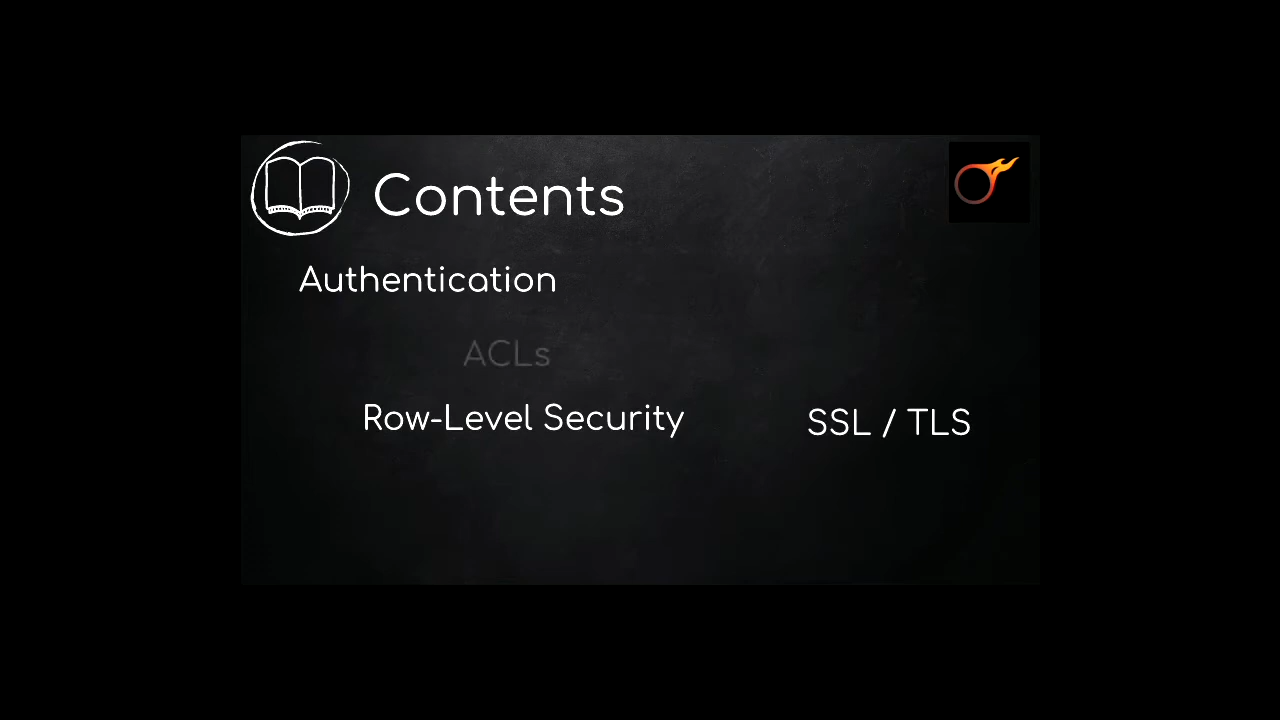 Contents
Authentication
ACLs
Row-Level Security
SSL / TLS